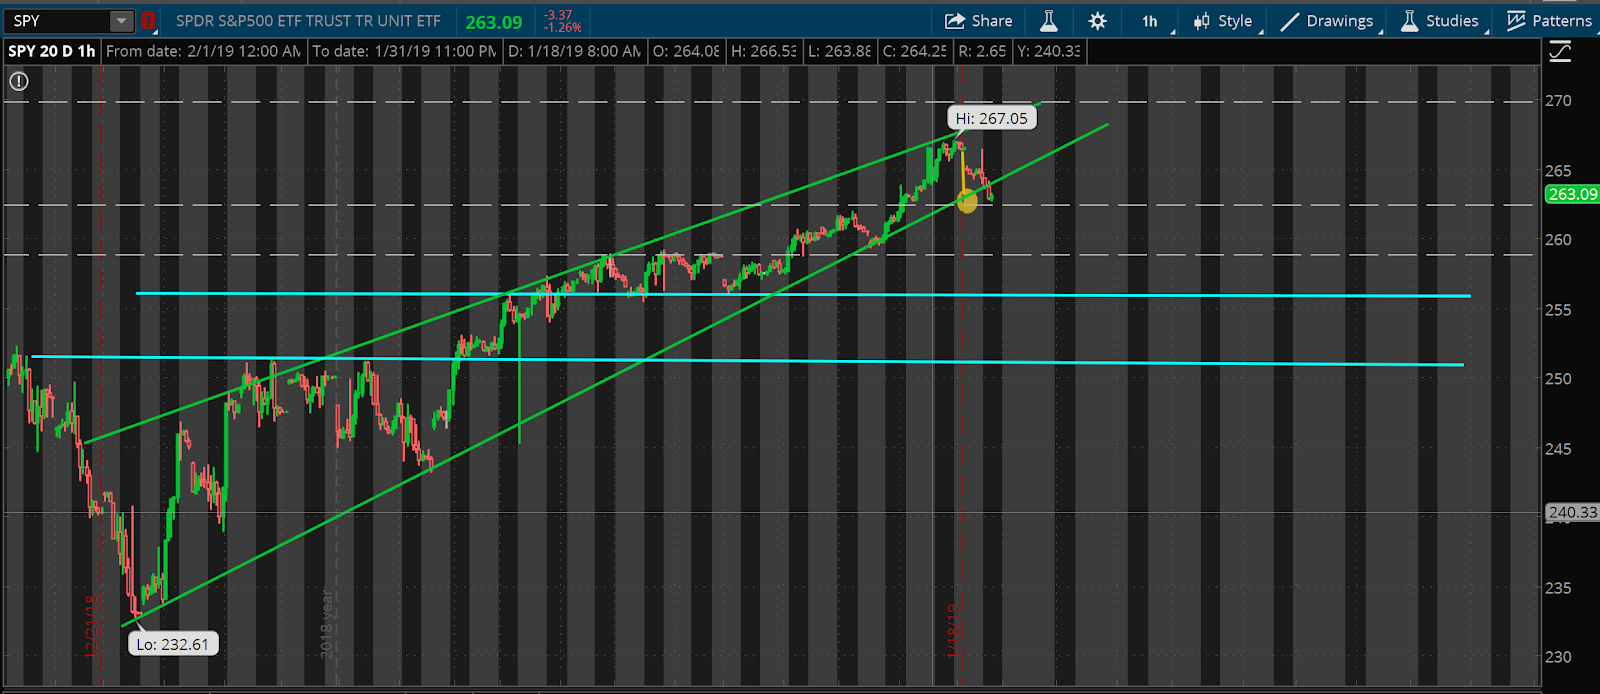 SPY SPDR S&P500 ETF TRUST TR UNIT ETF 263.09 -3.37 -1.26% Share 1h Style Drawings Studies Patterns
SPY 20 D 1h From date: 2/1/19 12:00 AM To date: 1/31/19 11:00 PM D: 1/18/19 8:00 AM O: 264.08 H: 266.53 L: 263.88 C: 264.25 R: 2.65 Y: 240.33
270
Hi: 267.05
265
263.09
260
255
250
245
240.33
235
12/21/18
2018 year
1/18/19
Lo: 232.61
230